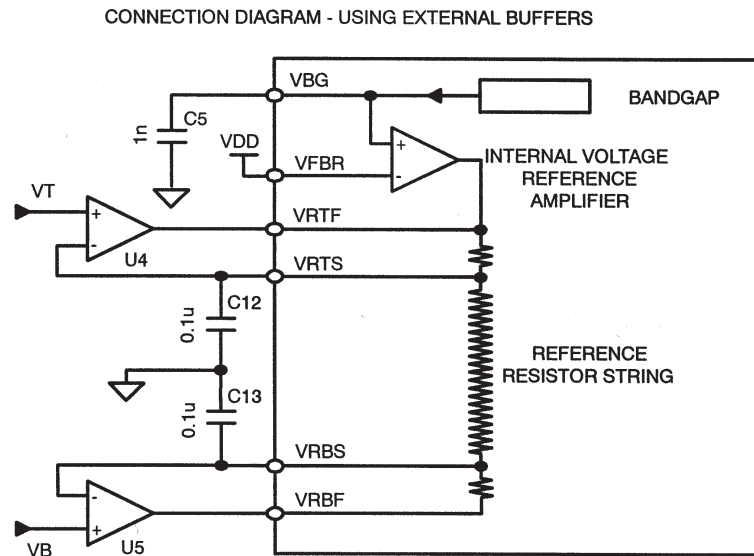 CONNECTION DIAGRAM - USING EXTERNAL BUFFERS
VBG
BANDGAP
C5
1n
VDD
+
-
VFBR
INTERNAL VOLTAGE
REFERENCE
AMPLIFIER
VT
+
-
U4
VRTF
VRTS
C12
0.1u
REFERENCE
RESISTOR STRING
C13
0.1u
VRBS
-
+
U5
VRBF
VB